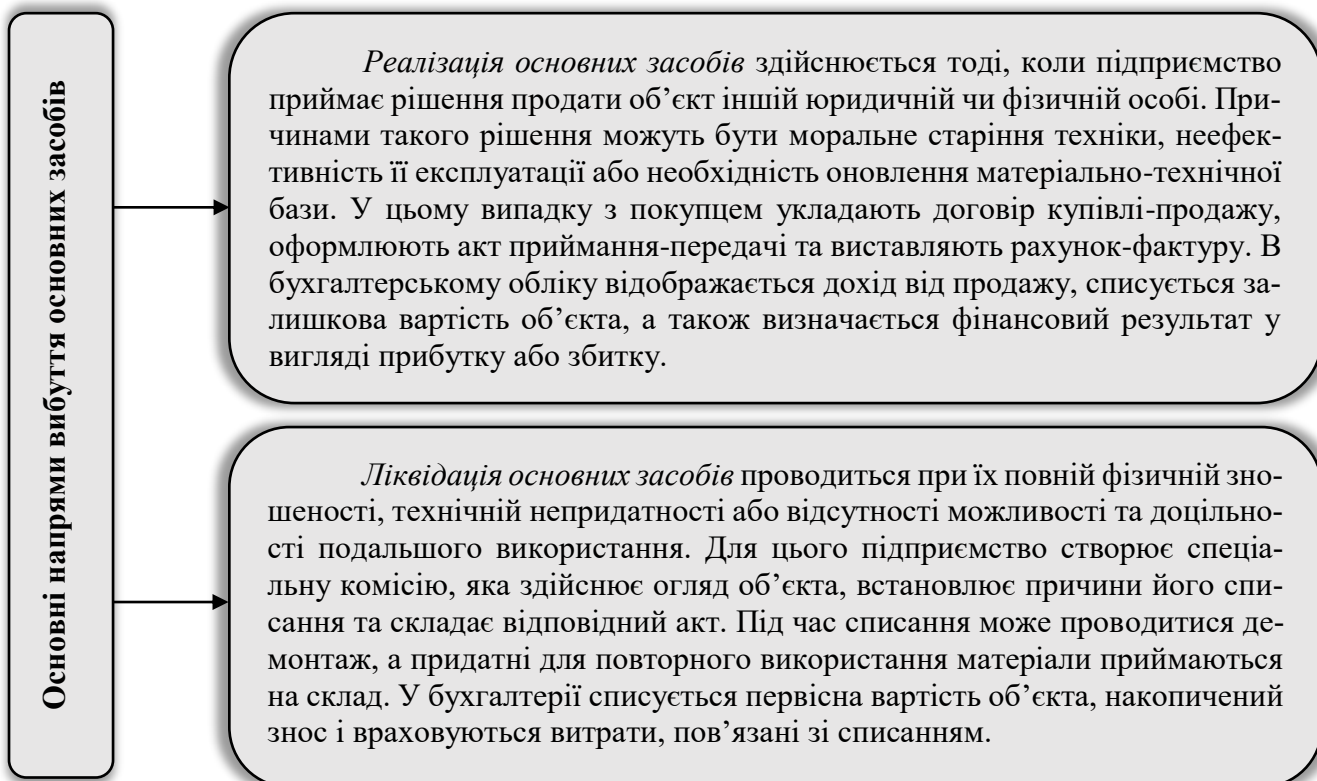 Основні напрями вибуття основних засобів
Реалізація основних засобів здійснюється тоді, коли підприємство
приймає рішення продати об’єкт іншій юридичній чи фізичній особі. При-
чинами такого рішення можуть бути моральне старіння техніки, неефек-
тивність її експлуатації або необхідність оновлення матеріально-технічної
бази. У цьому випадку з покупцем укладають договір купівлі-продажу,
оформлюють акт приймання-передачі та виставляють рахунок-фактуру. В
бухгалтерському обліку відображається дохід від продажу, списується за-
лишкова вартість об’єкта, а також визначається фінансовий результат у
вигляді прибутку або збитку.
Ліквідація основних засобів проводиться при їх повній фізичній зно-
шеності, технічній непридатності або відсутності можливості та доцільно-
сті подальшого використання. Для цього підприємство створює спеціа-
льну комісію, яка здійснює огляд об’єкта, встановлює причини його спи-
сання та складає відповідний акт. Під час списання може проводитися де-
монтаж, а придатні для повторного використання матеріали приймаються
на склад. У бухгалтерії списується первісна вартість об’єкта, накопичений
знос і враховуються витрати, пов’язані зі списанням.